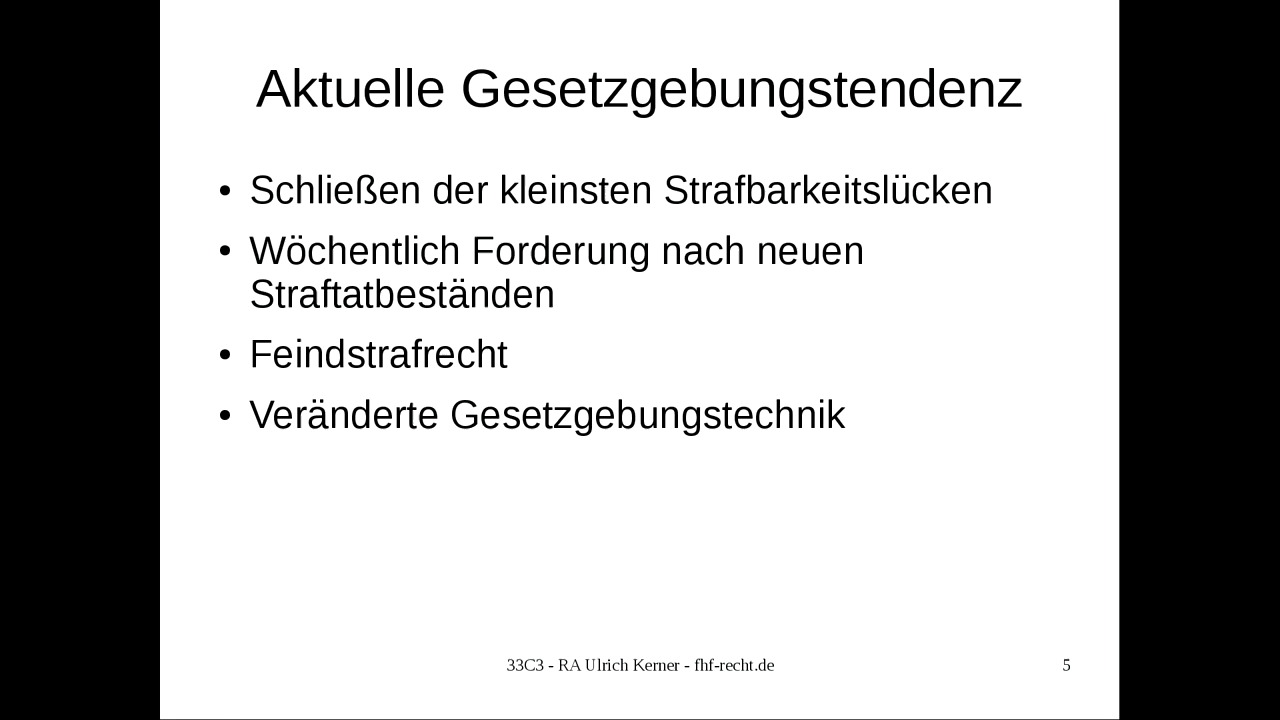 Aktuelle Gesetzgebungstendenz
• Schließen der kleinsten Strafbarkeitslücken
• Wöchentlich Forderung nach neuen
Straftatbeständen
• Feindstrafrecht
• Veränderte Gesetzgebungstechnik
33C3 - RA Ulrich Kerner - fhf-recht.de
5